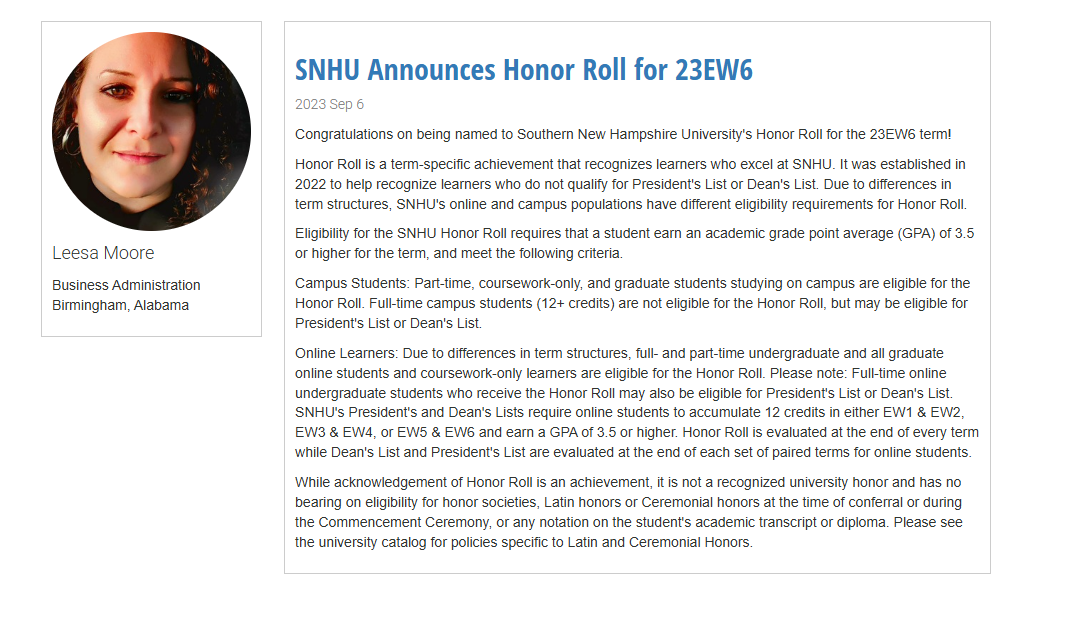 Leesa Moore
Business Administration
Birmingham, Alabama
SNHU Announces Honor Roll for 23EW6
2023 Sep 6
Congratulations on being named to Southern New Hampshire University's Honor Roll for the 23EW6 term!
Honor Roll is a term-specific achievement that recognizes learners who excel at SNHU. It was established in
2022 to help recognize learners who do not qualify for President's List or Dean's List. Due to differences in
term structures, SNHU's online and campus populations have different eligibility requirements for Honor Roll.
Eligibility for the SNHU Honor Roll requires that a student earn an academic grade point average (GPA) of 3.5
or higher for the term, and meet the following criteria.
Campus Students: Part-time, coursework-only, and graduate students studying on campus are eligible for the
Honor Roll. Full-time campus students (12+ credits) are not eligible for the Honor Roll, but may be eligible for
President's List or Dean's List.
Online Learners: Due to differences in term structures, full- and part-time undergraduate and all graduate
online students and coursework-only learners are eligible for the Honor Roll. Please note: Full-time online
undergraduate students who receive the Honor Roll may also be eligible for President's List or Dean's List.
SNHU's President's and Dean's Lists require online students to accumulate 12 credits in either EW1 & EW2,
EW3 & EW4, or EW5 & EW6 and earn a GPA of 3.5 or higher. Honor Roll is evaluated at the end of every term
while Dean's List and President's List are evaluated at the end of each set of paired terms for online students.
While acknowledgement of Honor Roll is an achievement, it is not a recognized university honor and has no
bearing on eligibility for honor societies, Latin honors or Ceremonial honors at the time of conferral or during
the Commencement Ceremony, or any notation on the student's academic transcript or diploma. Please see
the university catalog for policies specific to Latin and Ceremonial Honors.